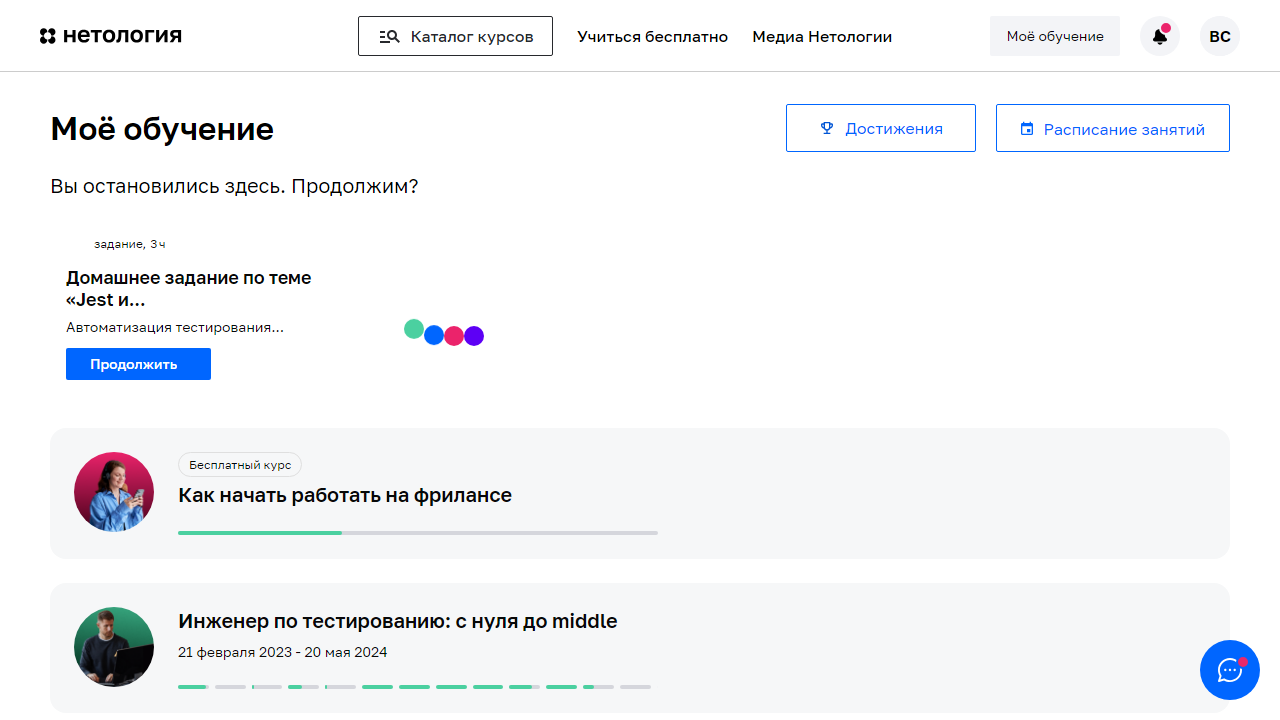 нетология
Каталог курсов
Учиться бесплатно
Медиа Нетологии
Моё обучение
ВС
Моё обучение
Достижения
Расписание занятий
Вы остановились здесь. Продолжим?
задание, 3 ч
Домашнее задание по теме
«Jest и...
Автоматизация тестирования...
Продолжить
Бесплатный курс
Как начать работать на фрилансе
Инженер по тестированию: с нуля до middle
21 февраля 2023 - 20 мая 2024